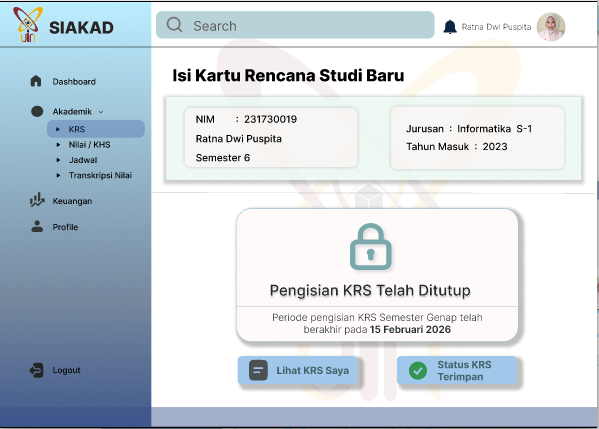 UIN
SIAKAD
Search
Ratna Dwi Puspita
Isi Kartu Rencana Studi Baru
Dashboard
Akademik
KRS
Nilai / KHS
Jadwal
Transkripsi Nilai
Keuangan
Profile
Logout
NIM : 231730019
Ratna Dwi Puspita
Semester 6
Jurusan : Informatika S-1
Tahun Masuk : 2023
Pengisian KRS Telah Ditutup
Periode pengisian KRS Semester Genap telah
berakhir pada 15 Februari 2026
Lihat KRS Saya
Status KRS
Terimpan